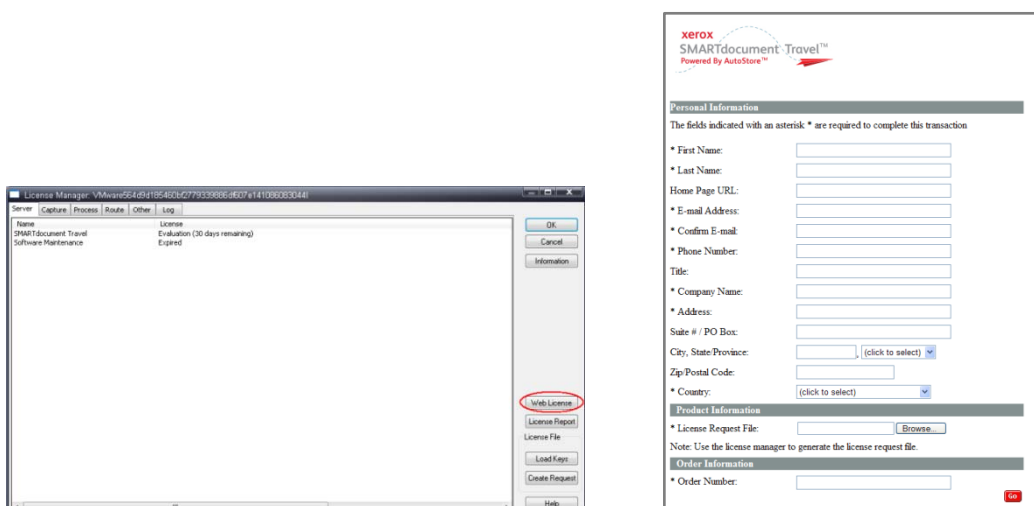 License Manager: VMware564d9d185460bf2779339886d607e1410860830441
Server Capture Process Route Other Log
Name License
SMARTdocument Travel Evaluation (30 days remaining)
Software Maintenance Expired
OK
Cancel
Information
Web License
License Report
License File
Load Keys
Create Request
Help
xerox
SMARTdocument Travel™
Powered By AutoStore™
Personal Information
The fields indicated with an asterisk * are required to complete this transaction
* First Name:
* Last Name:
Home Page URL:
* E-mail Address:
* Confirm E-mail:
* Phone Number:
Title:
* Company Name:
* Address:
Suite # / PO Box:
City, State/Province: , (click to select)
Zip/Postal Code:
* Country: (click to select)
Product Information
* License Request File: Browse...
Note: Use the license manager to generate the license request file.
Order Information
* Order Number:
Go